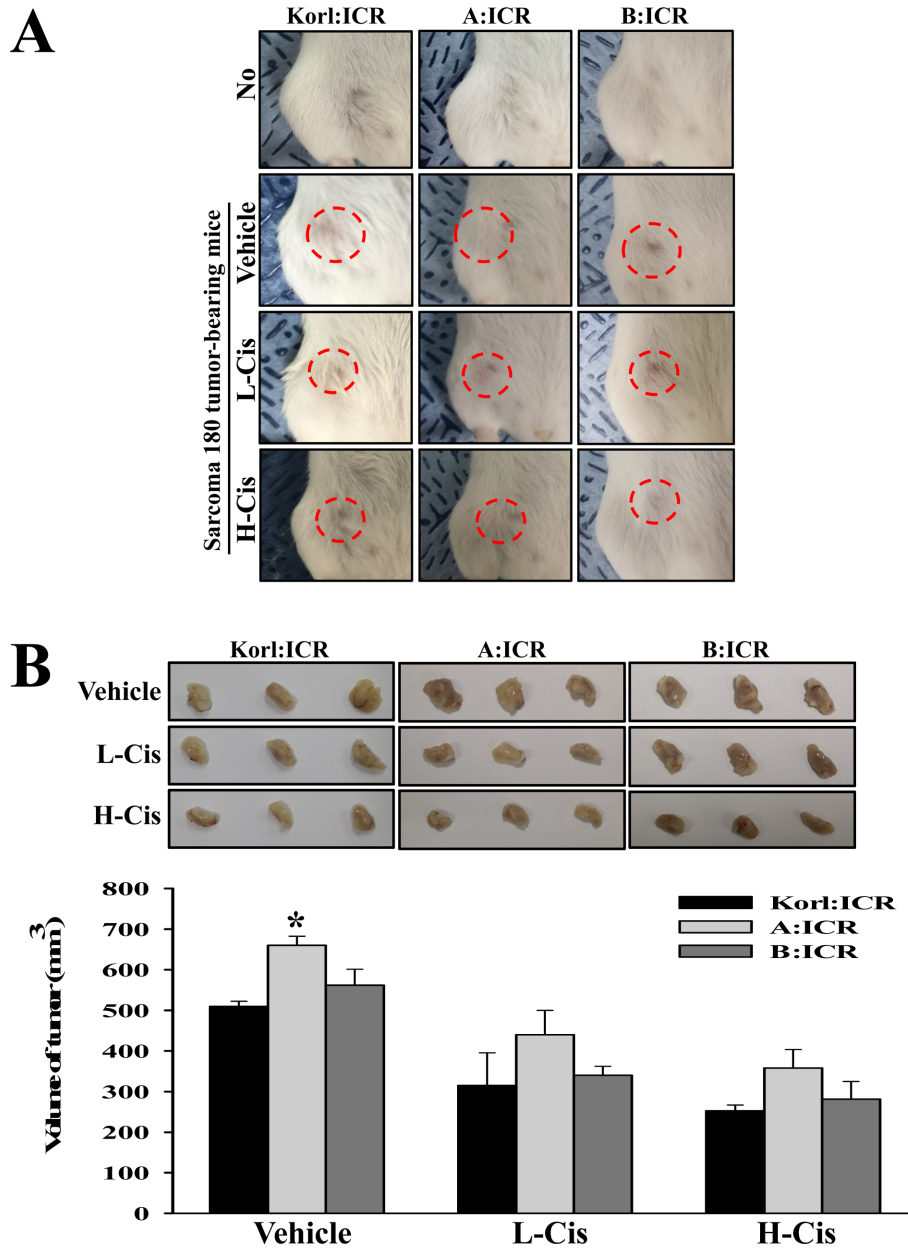 A
Korl:ICR A:ICR B:ICR
No
Sarcoma 180 tumor-bearing mice
Vehicle
L-Cis
H-Cis
B
Korl:ICR A:ICR B:ICR
Vehicle
L-Cis
H-Cis
Volume of tumor (mm3)
800
700
600
500
400
300
200
100
0
*
Korl:ICR
A:ICR
B:ICR
Vehicle L-Cis H-Cis